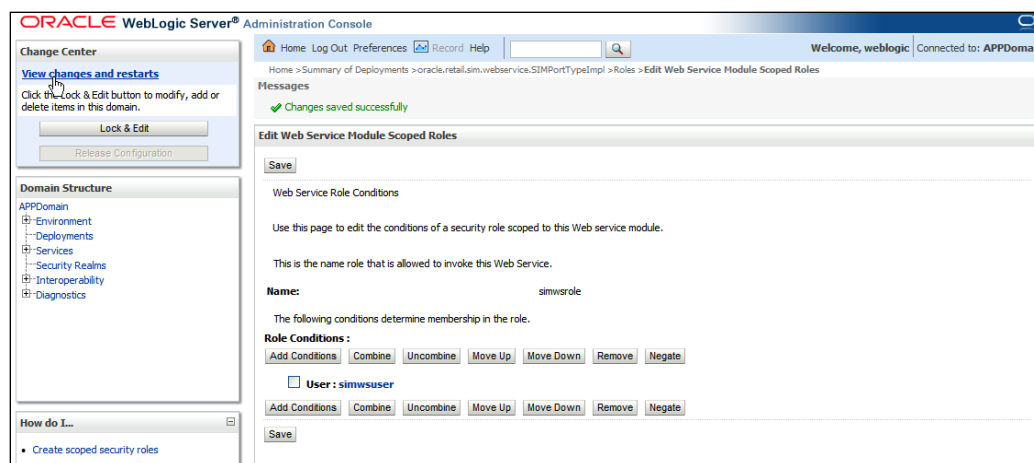 ORACLE WebLogic Server® Administration Console
Change Center
View changes and restarts
Click the Lock & Edit button to modify, add or
delete items in this domain.
Lock & Edit
Release Configuration
Domain Structure
APPDomain
Environment
Deployments
Services
Security Realms
Interoperability
Diagnostics
How do I...
• Create scoped security roles
Home Log Out Preferences Record Help
Welcome, weblogic Connected to: APPDoma
Home >Summary of Deployments >oracle.retail.sim.webservice.SIMPortTypeImpl >Roles >Edit Web Service Module Scoped Roles
Messages
Changes saved successfully
Edit Web Service Module Scoped Roles
Save
Web Service Role Conditions
Use this page to edit the conditions of a security role scoped to this Web service module.
This is the name role that is allowed to invoke this Web Service.
Name: simwsrole
The following conditions determine membership in the role.
Role Conditions :
Add Conditions Combine Uncombine Move Up Move Down Remove Negate
User : simwsuser
Add Conditions Combine Uncombine Move Up Move Down Remove Negate
Save